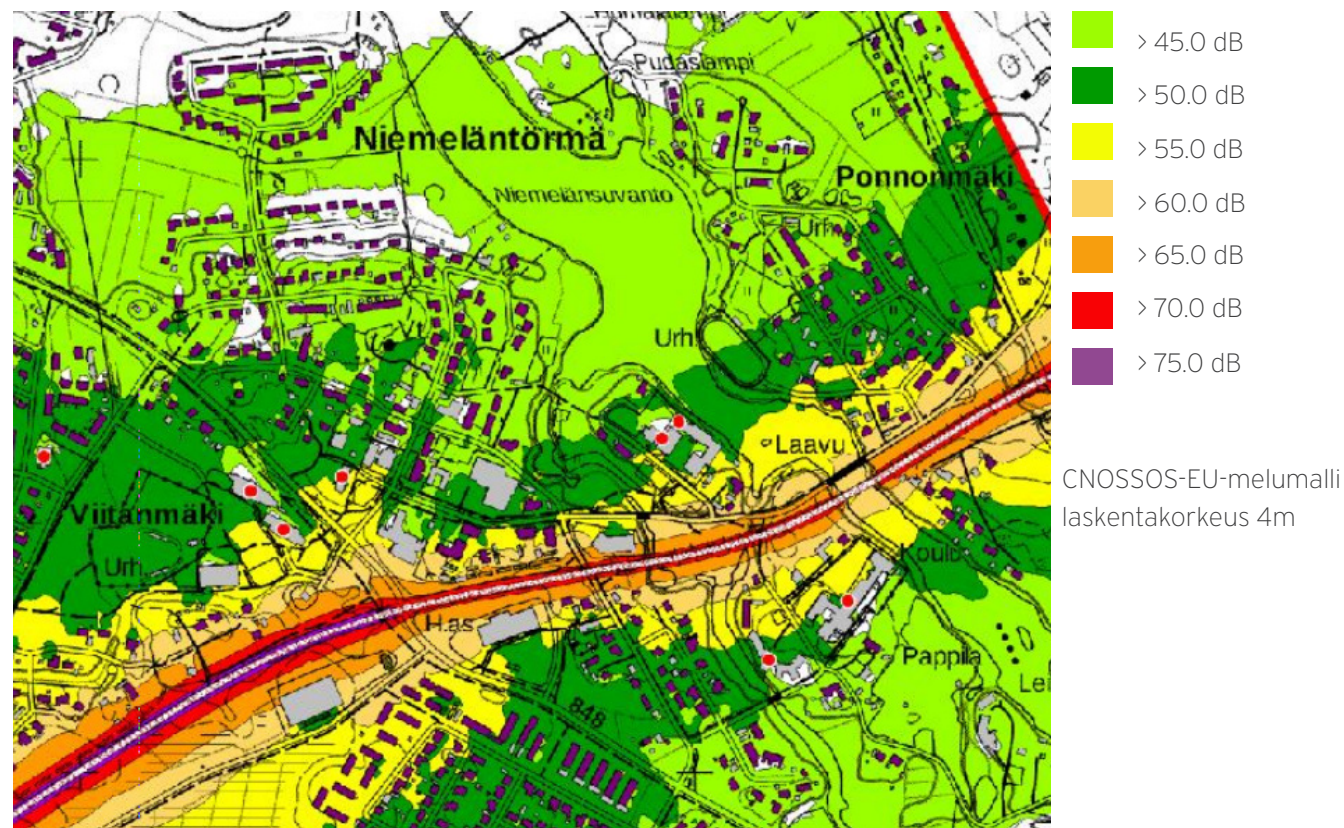 Pudaslampi
Niemeläntörmä
Niemelänsuvanto
Ponnonmäki
Urh.
Urh.
Laavu
Viitanmäki
Urh.
Koulu
H.as
Pappila
848
> 45.0 dB
> 50.0 dB
> 55.0 dB
> 60.0 dB
> 65.0 dB
> 70.0 dB
> 75.0 dB
CNOSSOS-EU-melumalli
laskentakorkeus 4m